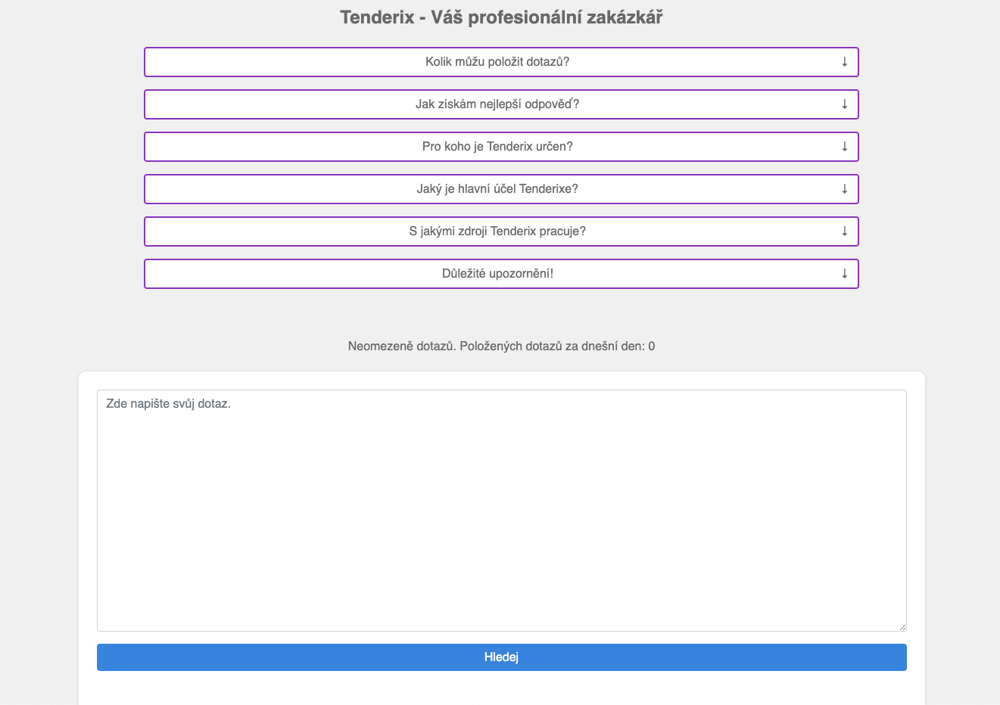 Tenderix - Váš profesionální zakázkář
Kolik můžu položit dotazů? ↓
Jak získám nejlepší odpověď? ↓
Pro koho je Tenderix určen? ↓
Jaký je hlavní účel Tenderixe? ↓
S jakými zdroji Tenderix pracuje? ↓
Důležité upozornění! ↓
Neomezeně dotazů. Položených dotazů za dnešní den: 0
Zde napište svůj dotaz.
Hledej